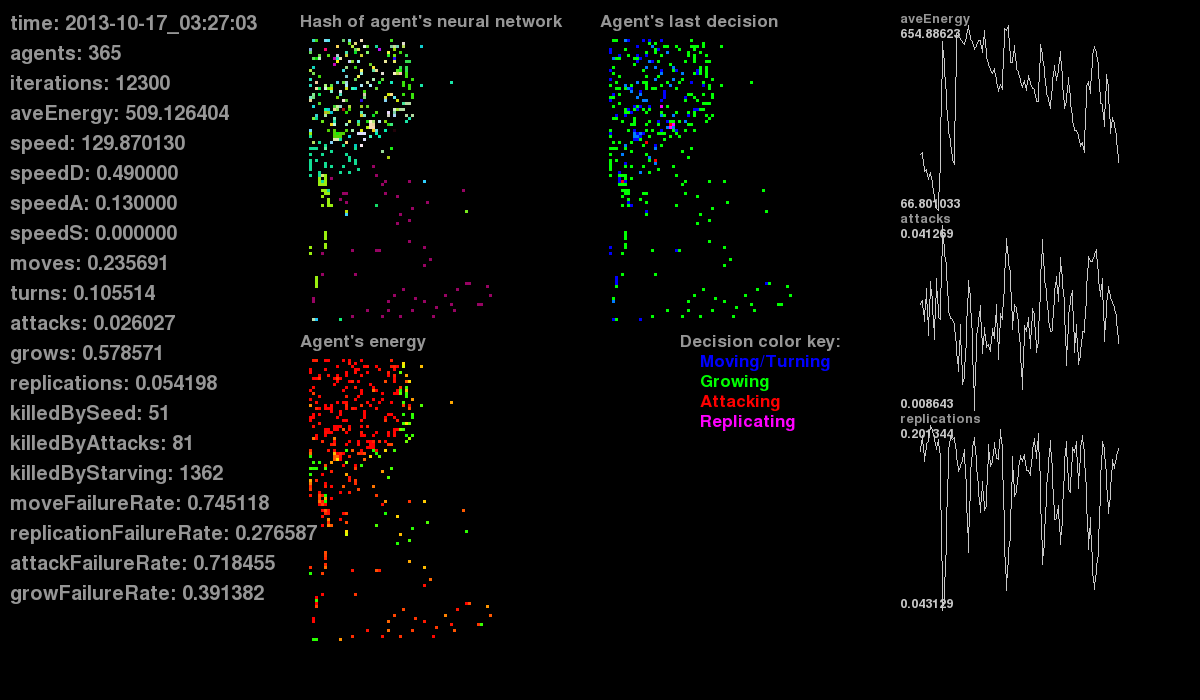 time: 2013-10-17_03:27:03
agents: 365
iterations: 12300
aveEnergy: 509.126404
speed: 129.870130
speedD: 0.490000
speedA: 0.130000
speedS: 0.000000
moves: 0.235691
turns: 0.105514
attacks: 0.026027
grows: 0.578571
replications: 0.054198
killedBySeed: 51
killedByAttacks: 81
killedByStarving: 1362
moveFailureRate: 0.745118
replicationFailureRate: 0.276587
attackFailureRate: 0.718455
growFailureRate: 0.391382
Hash of agent's neural network
Agent's last decision
Agent's energy
Decision color key:
Moving/Turning
Growing
Attacking
Replicating
aveEnergy
654.88623
66.801033
attacks
0.041269
0.008643
replications
0.201344
0.043129